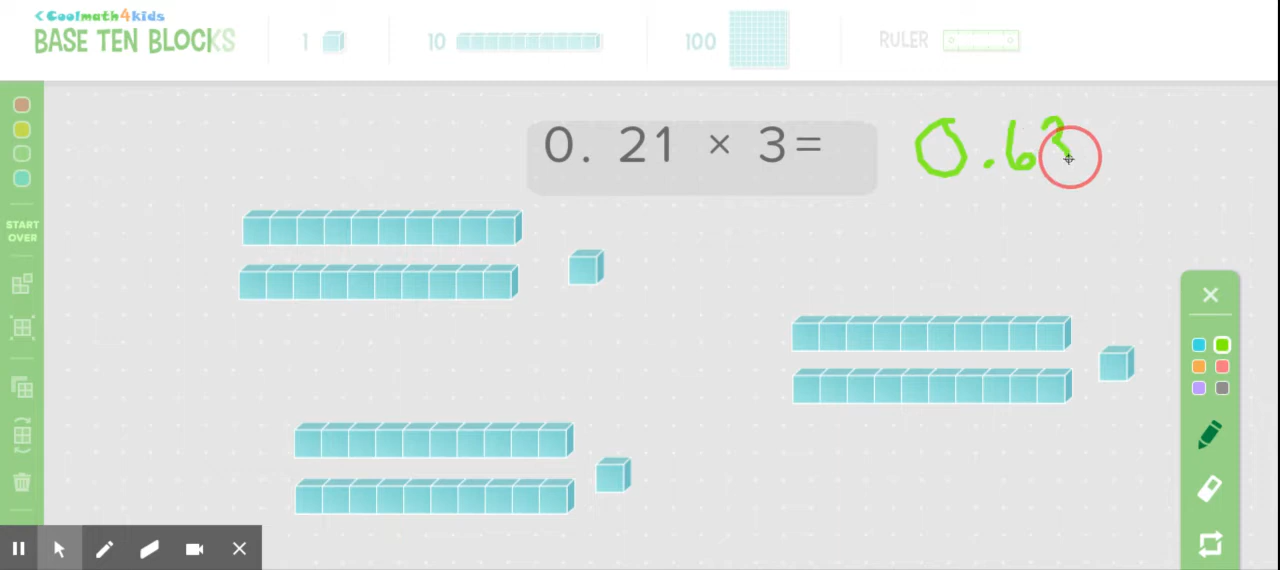 <Coolmath4kids
BASE TEN BLOCKS
1
10
100
RULER
0. 21 × 3=
0.63
START
OVER